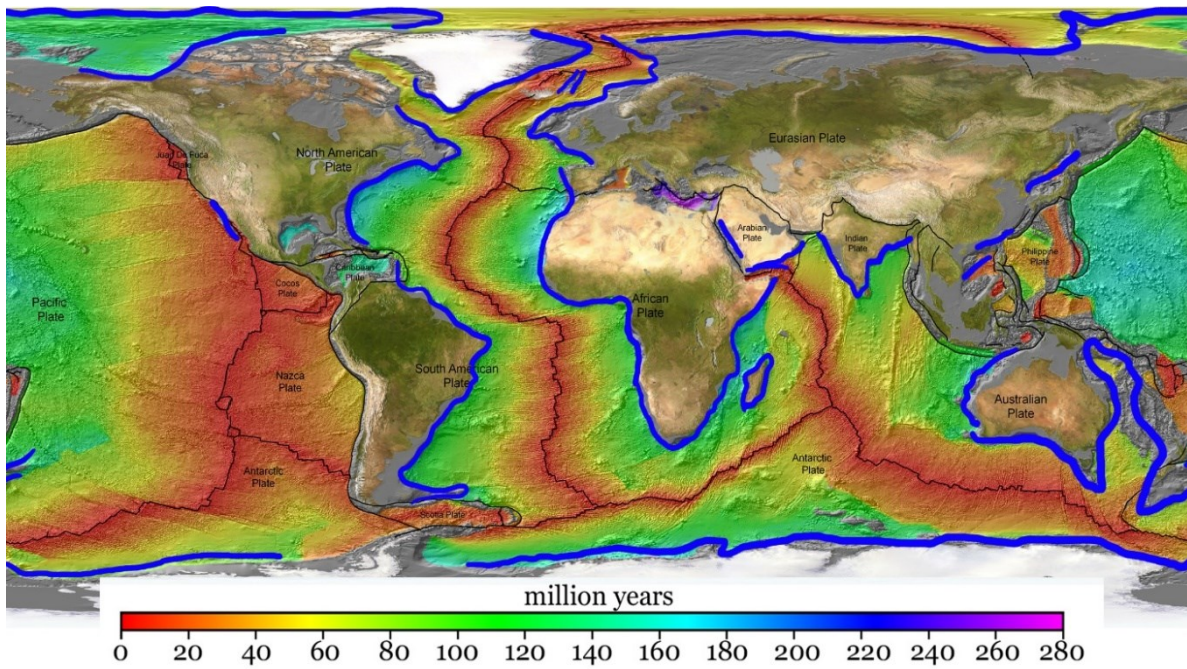 Juan De Fuca
Plate
North American
Plate
Eurasian Plate
Pacific
Plate
Cocos
Plate
Caribbean
Plate
Arabian
Plate
Indian
Plate
Philippine
Plate
African
Plate
Nazca
Plate
South American
Plate
Australian
Plate
Antarctic
Plate
Antarctic
Plate
Scotia Plate
million years
0 20 40 60 80 100 120 140 160 180 200 220 240 260 280